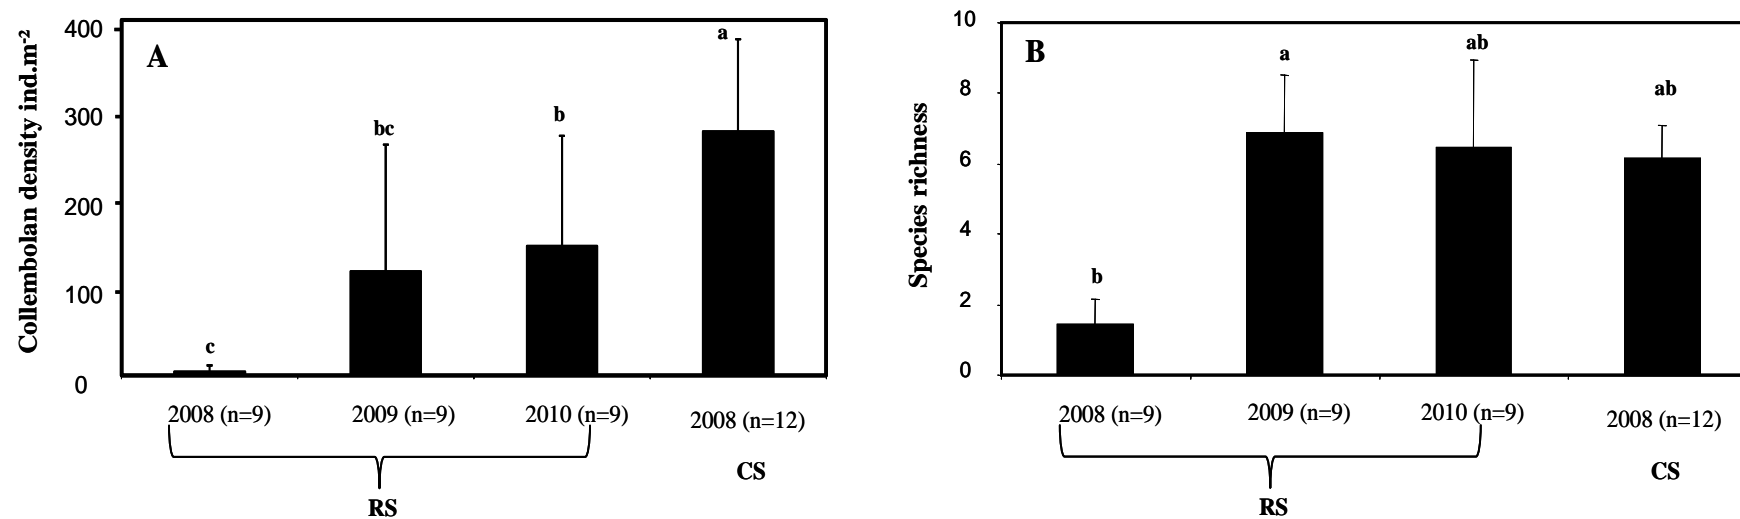 Collembolan density ind.m-2
400
300
200
100
0
A
c
bc
b
a
2008 (n=9)
2009 (n=9)
2010 (n=9)
2008 (n=12)
RS
CS
Species richness
10
8
6
4
2
0
B
b
a
ab
ab
2008 (n=9)
2009 (n=9)
2010 (n=9)
2008 (n=12)
RS
CS